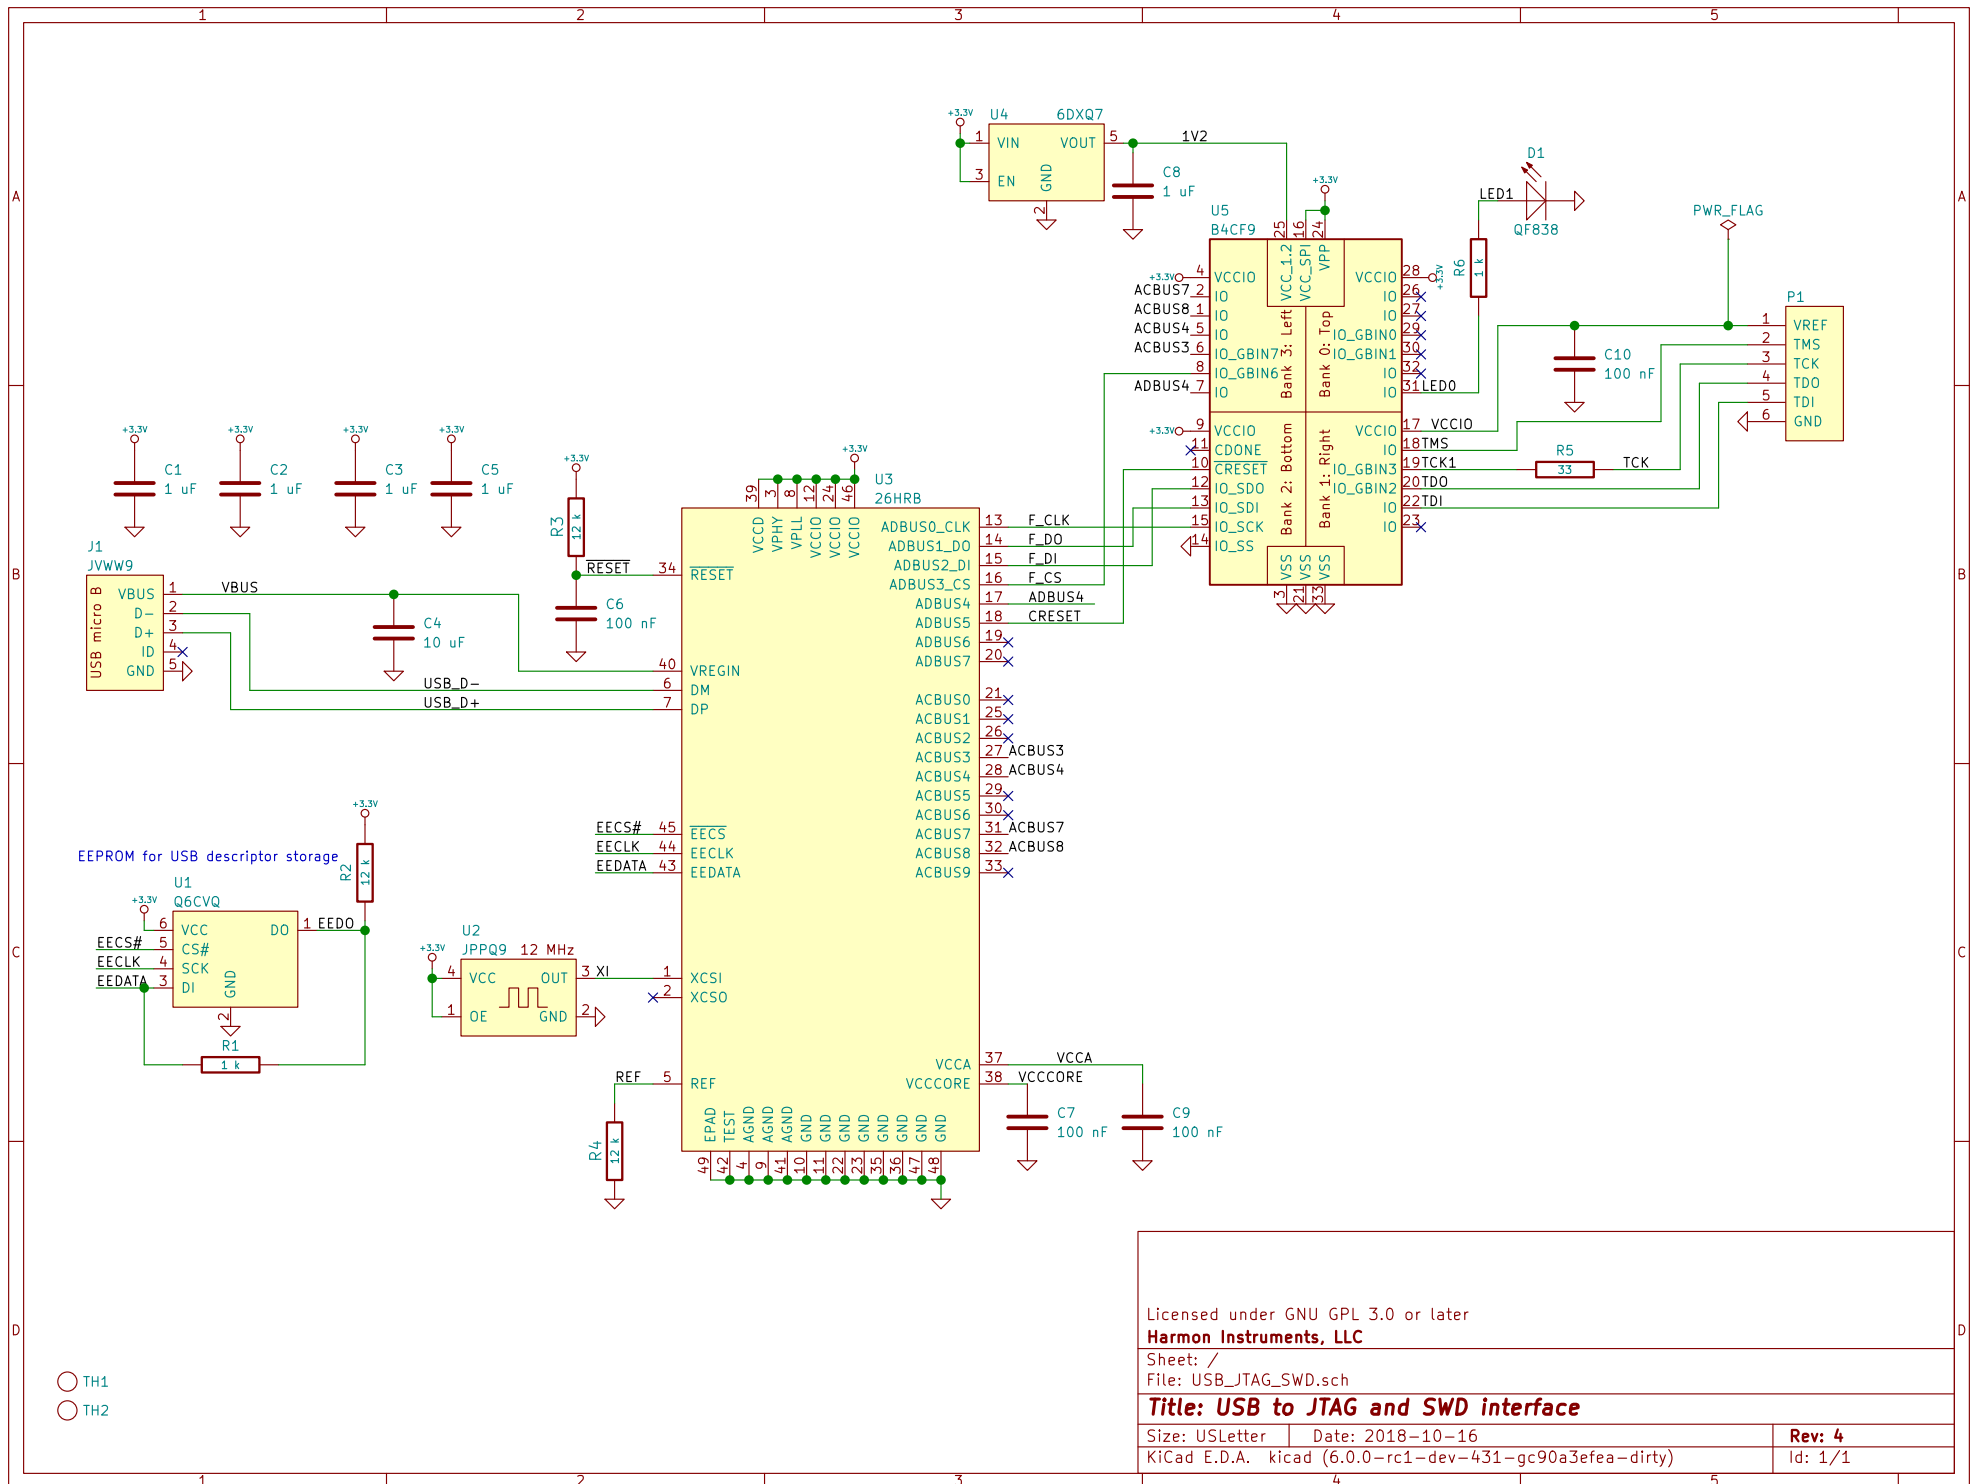 1 2 3 4 5
A A
B B
C C
D D
1 2 3 4 5
+3.3V
U4 6DXQ7
1 VIN VOUT 5
3 EN
GND
2
1V2
C8
1 uF
+3.3V
U5
B4CF9
25 16 24
VCC_1.2 VCC_SPI VPP
+3.3V 4 VCCIO
ACBUS7 2 IO
ACBUS8 1 IO
ACBUS4 5 IO
ACBUS3 6 IO_GBIN7
8 IO_GBIN6
ADBUS4 7 IO
Bank 3: Left
Bank 0: Top
VCCIO 28 +3.3V
IO 26
IO 27
IO_GBIN0 29
IO_GBIN1 30
IO 32
IO 31 LED0
+3.3V 9 VCCIO
11 CDONE
10 CRESET
12 IO_SDO
13 IO_SDI
15 IO_SCK
14 IO_SS
Bank 2: Bottom
Bank 1: Right
VCCIO 17 VCCIO
IO 18 TMS
IO_GBIN3 19 TCK1
IO_GBIN2 20 TDO
IO 22 TDI
IO 23
VSS VSS VSS
3 21 33
D1
LED1
QF838
R6
1 k
R5
33
TCK
PWR_FLAG
C10
100 nF
P1
1 VREF
2 TMS
3 TCK
4 TDO
5 TDI
6 GND
+3.3V
C1
1 uF
+3.3V
C2
1 uF
+3.3V
C3
1 uF
+3.3V
C5
1 uF
J1
JVWW9
USB micro B
VBUS 1
D- 2
D+ 3
ID 4
GND 5
VBUS
C4
10 uF
USB_D-
USB_D+
+3.3V
R3
12 k
RESET
C6
100 nF
+3.3V
U3
26HRB
39 3 8 12 24 46
VCCD VPHY VPLL VCCIO VCCIO VCCIO
34 RESET
40 VREGIN
6 DM
7 DP
EECS# 45 EECS
EECLK 44 EECLK
EEDATA 43 EEDATA
1 XCSI
2 XCSO
REF 5 REF
ADBUS0_CLK 13 F_CLK
ADBUS1_DO 14 F_DO
ADBUS2_DI 15 F_DI
ADBUS3_CS 16 F_CS
ADBUS4 17 ADBUS4
ADBUS5 18 CRESET
ADBUS6 19
ADBUS7 20
ACBUS0 21
ACBUS1 25
ACBUS2 26
ACBUS3 27 ACBUS3
ACBUS4 28 ACBUS4
ACBUS5 29
ACBUS6 30
ACBUS7 31 ACBUS7
ACBUS8 32 ACBUS8
ACBUS9 33
VCCA 37 VCCA
VCCCORE 38 VCCCORE
EPAD TEST AGND AGND AGND GND GND GND GND GND GND GND GND
49 42 4 9 41 10 11 22 23 35 36 47 48
R4
12 k
C7
100 nF
C9
100 nF
EEPROM for USB descriptor storage
+3.3V
R2
12 k
+3.3V
U1
Q6CVQ
6 VCC DO 1 EEDO
EECS# 5 CS#
EECLK 4 SCK
EEDATA 3 DI
GND
2
R1
1 k
+3.3V
U2
JPPQ9 12 MHz
4 VCC OUT 3 XI
1 OE GND 2
TH1
TH2
Licensed under GNU GPL 3.0 or later
Harmon Instruments, LLC
Sheet: /
File: USB_JTAG_SWD.sch
Title: USB to JTAG and SWD interface
Size: USLetter Date: 2018-10-16 Rev: 4
KiCad E.D.A. kicad (6.0.0-rc1-dev-431-gc90a3efea-dirty) Id: 1/1